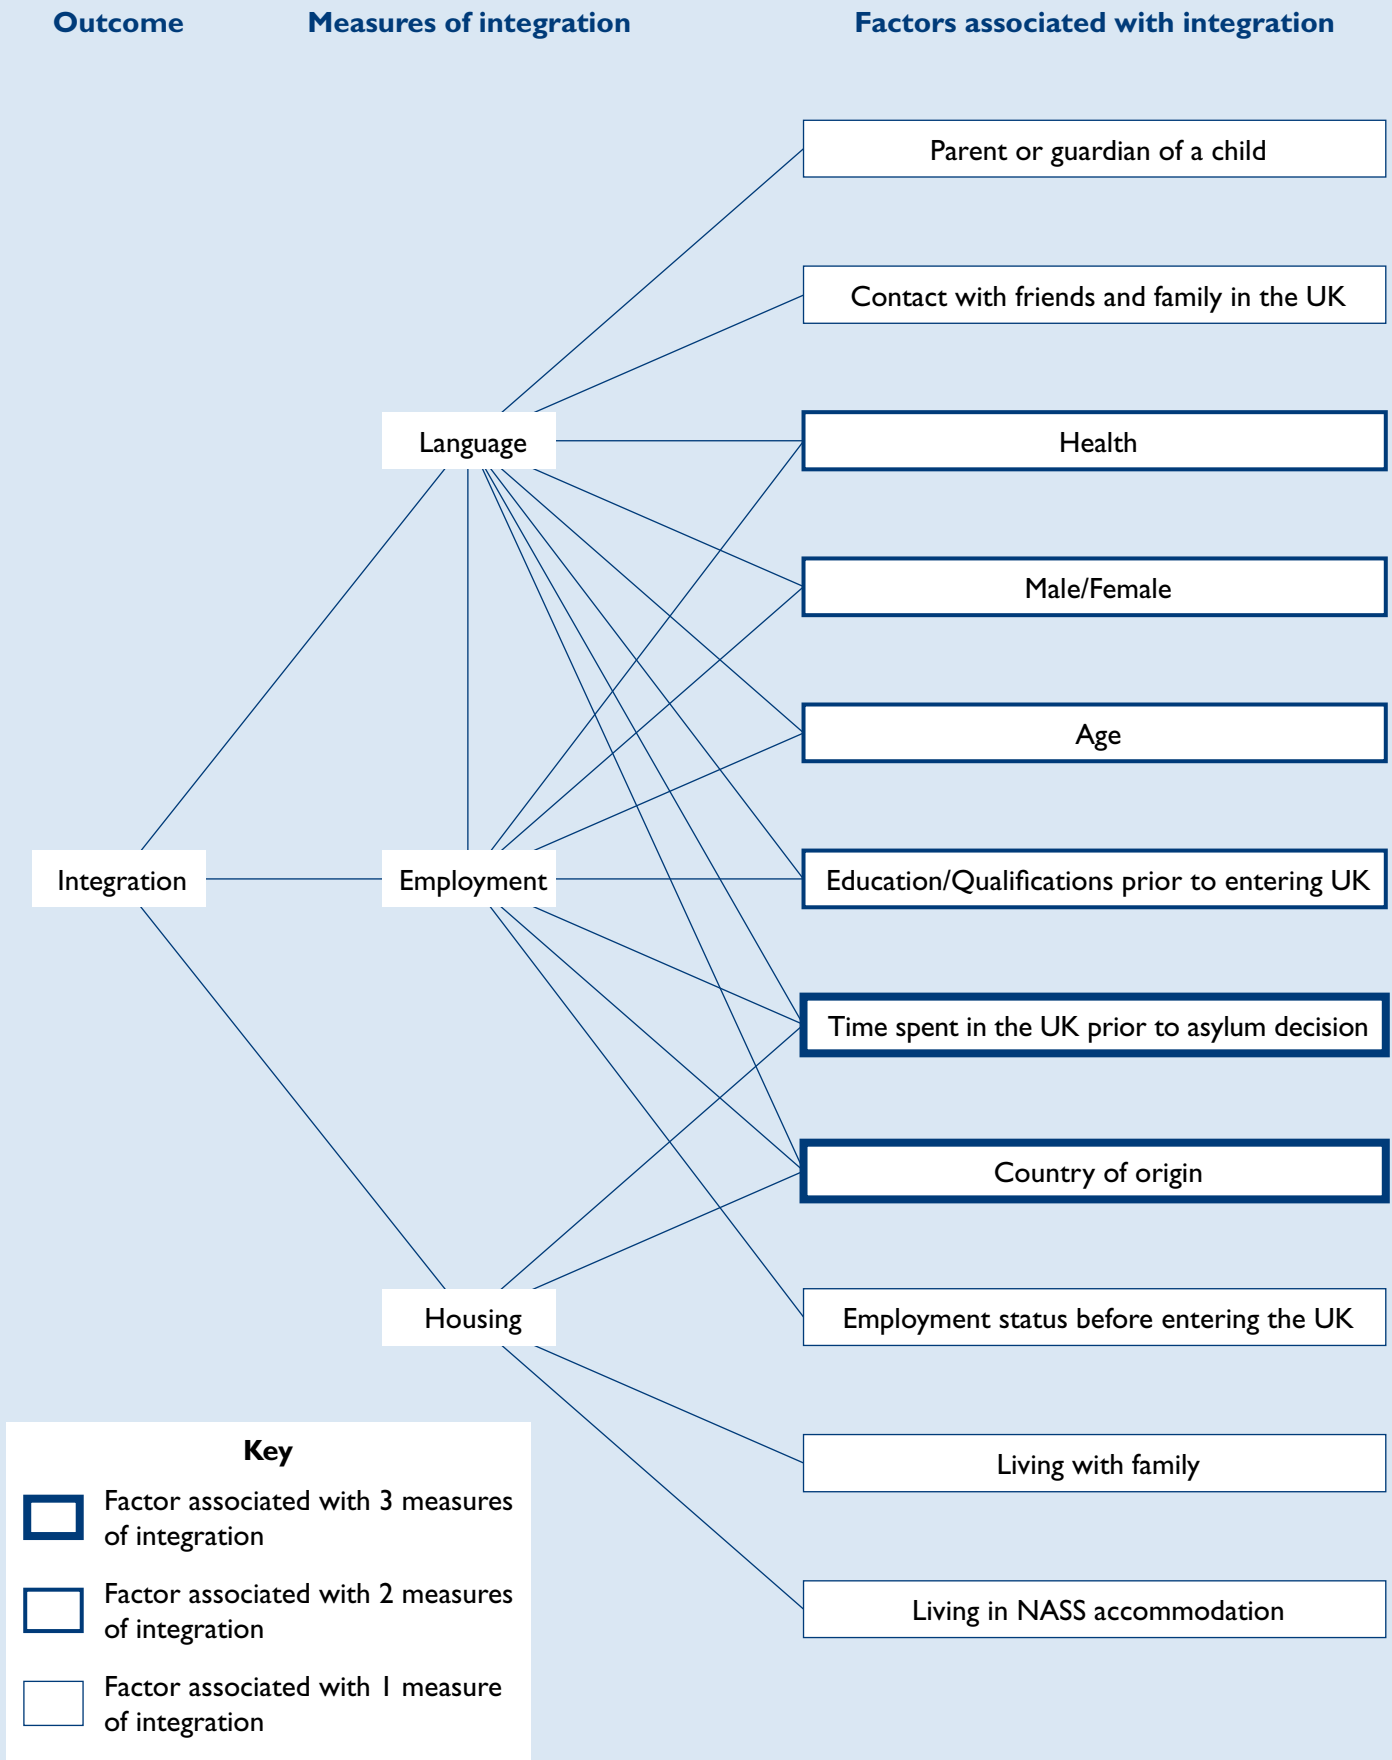 Outcome
Measures of integration
Factors associated with integration
Parent or guardian of a child
Contact with friends and family in the UK
Language
Health
Male/Female
Age
Integration
Employment
Education/Qualifications prior to entering UK
Time spent in the UK prior to asylum decision
Country of origin
Housing
Employment status before entering the UK
Living with family
Living in NASS accommodation
Key
Factor associated with 3 measures
of integration
Factor associated with 2 measures
of integration
Factor associated with 1 measure
of integration